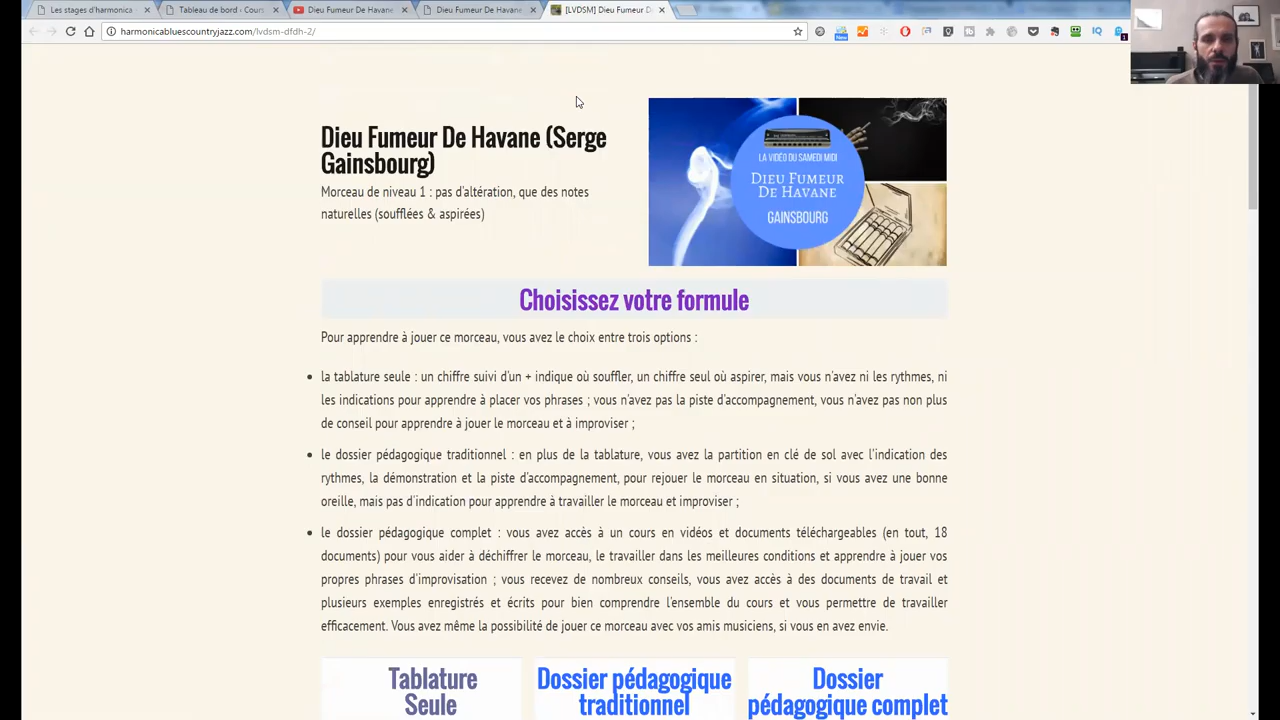 Les stages d'harmonica
Tableau de bord ‹ Cours
Dieu Fumeur De Havane
Dieu Fumeur De Havane
[LVDSM] Dieu Fumeur D
harmonicabluescountryjazz.com/lvdsm-dfdh-2/
New
IQ
1
Dieu Fumeur De Havane (Serge
Gainsbourg)
Morceau de niveau 1 : pas d'altération, que des notes
naturelles (soufflées & aspirées)
LA VIDÉO DU SAMEDI MIDI
DIEU FUMEUR
DE HAVANE
GAINSBOURG
Choisissez votre formule
Pour apprendre à jouer ce morceau, vous avez le choix entre trois options :
• la tablature seule : un chiffre suivi d'un + indique où souffler, un chiffre seul où aspirer, mais vous n'avez ni les rythmes, ni
les indications pour apprendre à placer vos phrases ; vous n'avez pas la piste d'accompagnement, vous n'avez pas non plus
de conseil pour apprendre à jouer le morceau et à improviser ;
• le dossier pédagogique traditionnel : en plus de la tablature, vous avez la partition en clé de sol avec l'indication des
rythmes, la démonstration et la piste d'accompagnement, pour rejouer le morceau en situation, si vous avez une bonne
oreille, mais pas d'indication pour apprendre à travailler le morceau et improviser ;
• le dossier pédagogique complet : vous avez accès à un cours en vidéos et documents téléchargeables (en tout, 18
documents) pour vous aider à déchiffrer le morceau, le travailler dans les meilleures conditions et apprendre à jouer vos
propres phrases d'improvisation ; vous recevez de nombreux conseils, vous avez accès à des documents de travail et
plusieurs exemples enregistrés et écrits pour bien comprendre l'ensemble du cours et vous permettre de travailler
efficacement. Vous avez même la possibilité de jouer ce morceau avec vos amis musiciens, si vous en avez envie.
Tablature
Seule
Dossier pédagogique
traditionnel
Dossier
pédagogique complet